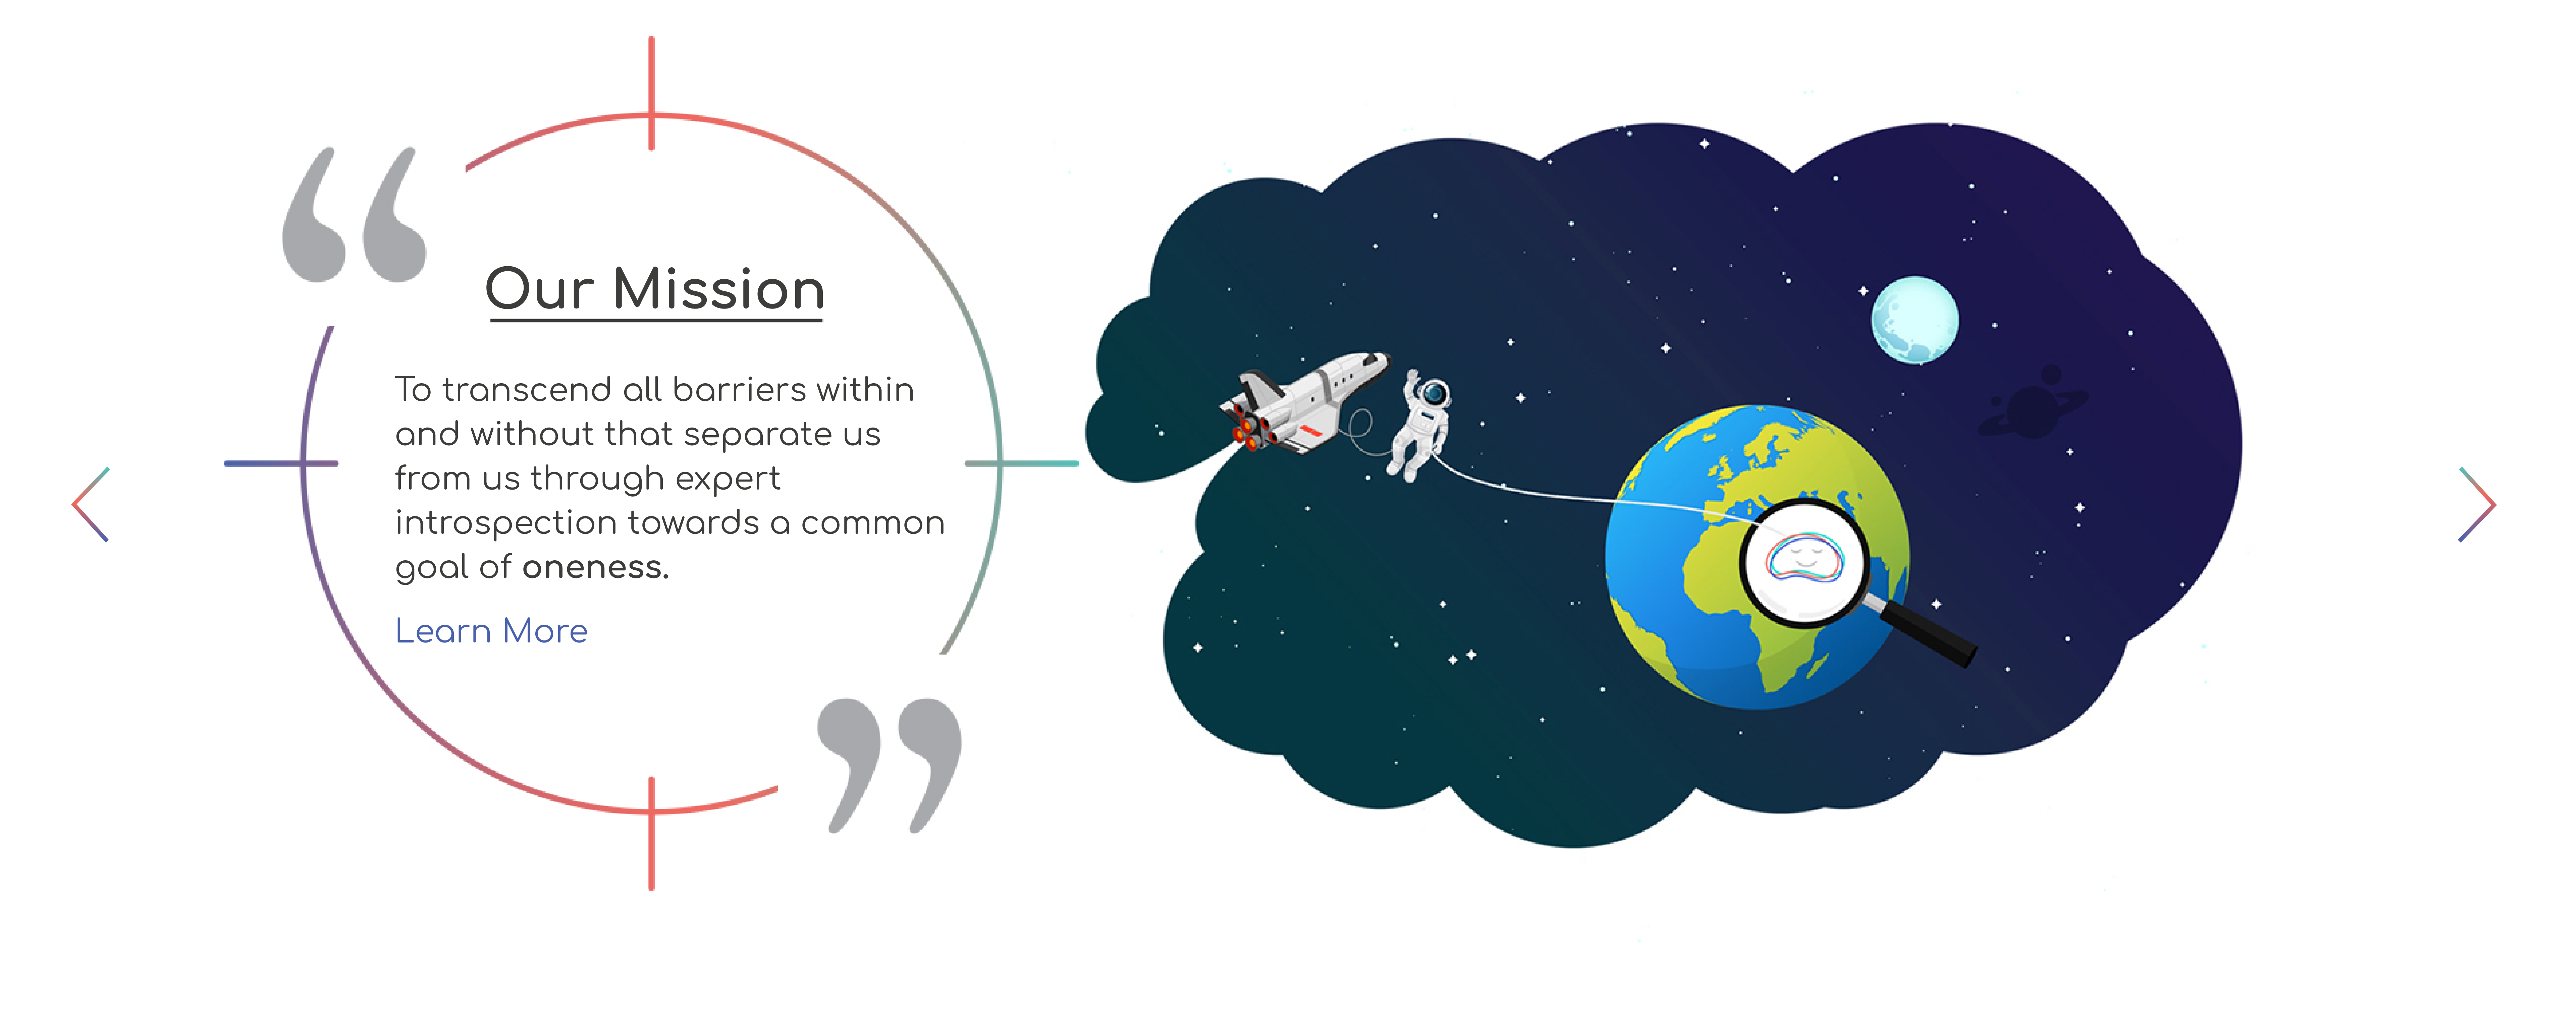 Our Mission
To transcend all barriers within
and without that separate us
from us through expert
introspection towards a common
goal of oneness.
Learn More